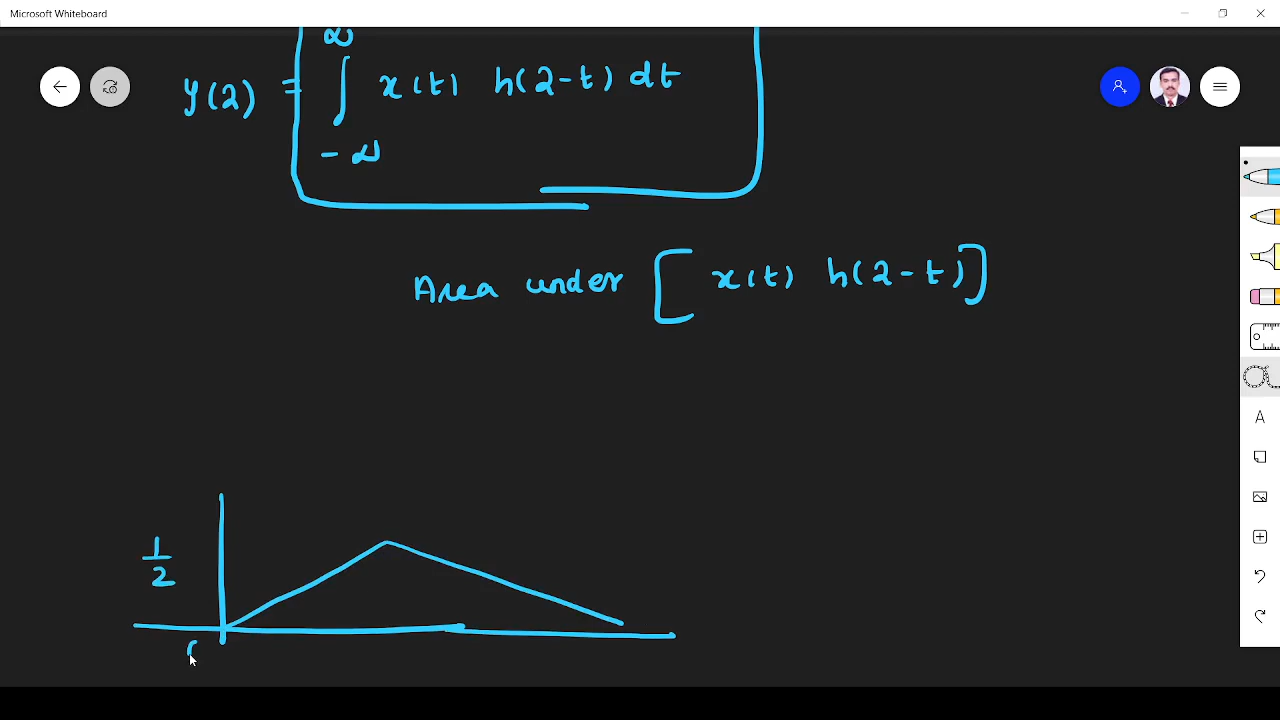 Microsoft Whiteboard
y(2) = ∫_{-∞}^{∞} x(t) h(2-t) dt
Area under [ x(t) h(2-t) ]
1/2
A